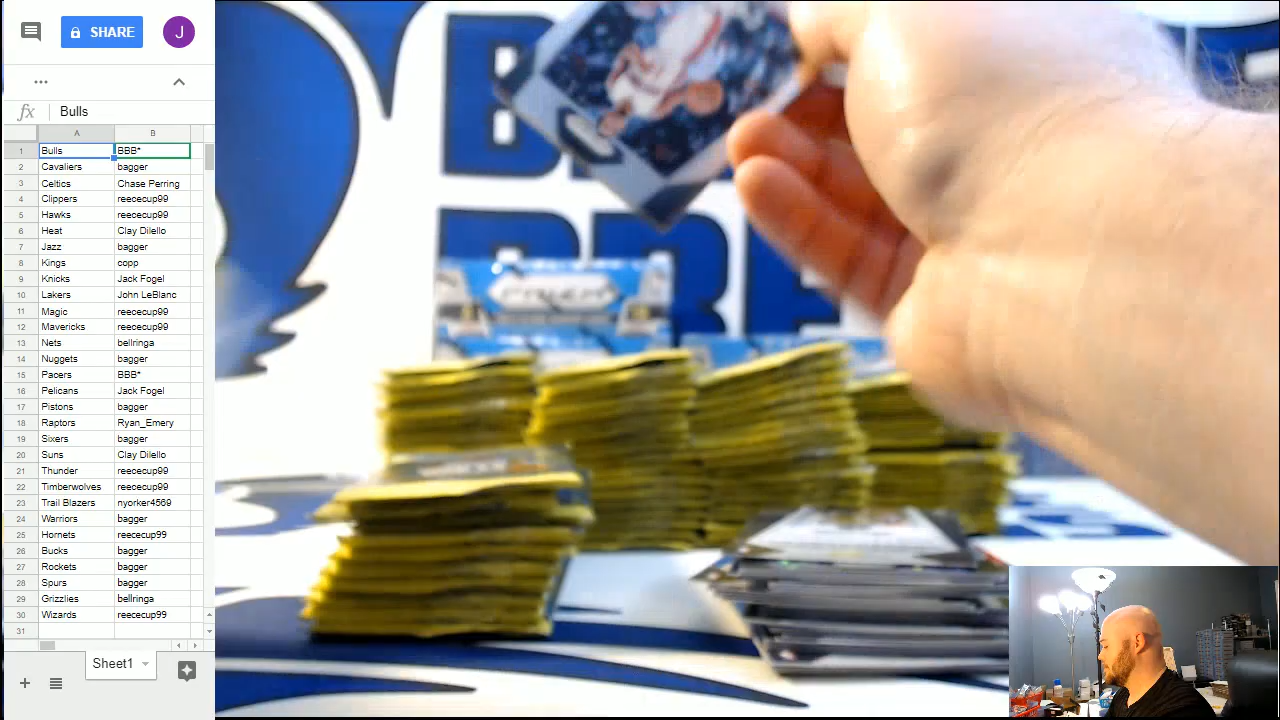 SHARE
J
...
fx Bulls
A B
1 Bulls BBB*
2 Cavaliers bagger
3 Celtics Chase Perring
4 Clippers reececup99
5 Hawks reececup99
6 Heat Clay Dilello
7 Jazz bagger
8 Kings copp
9 Knicks Jack Fogel
10 Lakers John LeBlanc
11 Magic reececup99
12 Mavericks reececup99
13 Nets bellringa
14 Nuggets bagger
15 Pacers BBB*
16 Pelicans Jack Fogel
17 Pistons bagger
18 Raptors Ryan_Emery
19 Sixers bagger
20 Suns Clay Dilello
21 Thunder reececup99
22 Timberwolves reececup99
23 Trail Blazers nyorker4569
24 Warriors bagger
25 Hornets reececup99
26 Bucks bagger
27 Rockets bagger
28 Spurs bagger
29 Grizzlies bellringa
30 Wizards reececup99
31
Sheet1
PRIZM